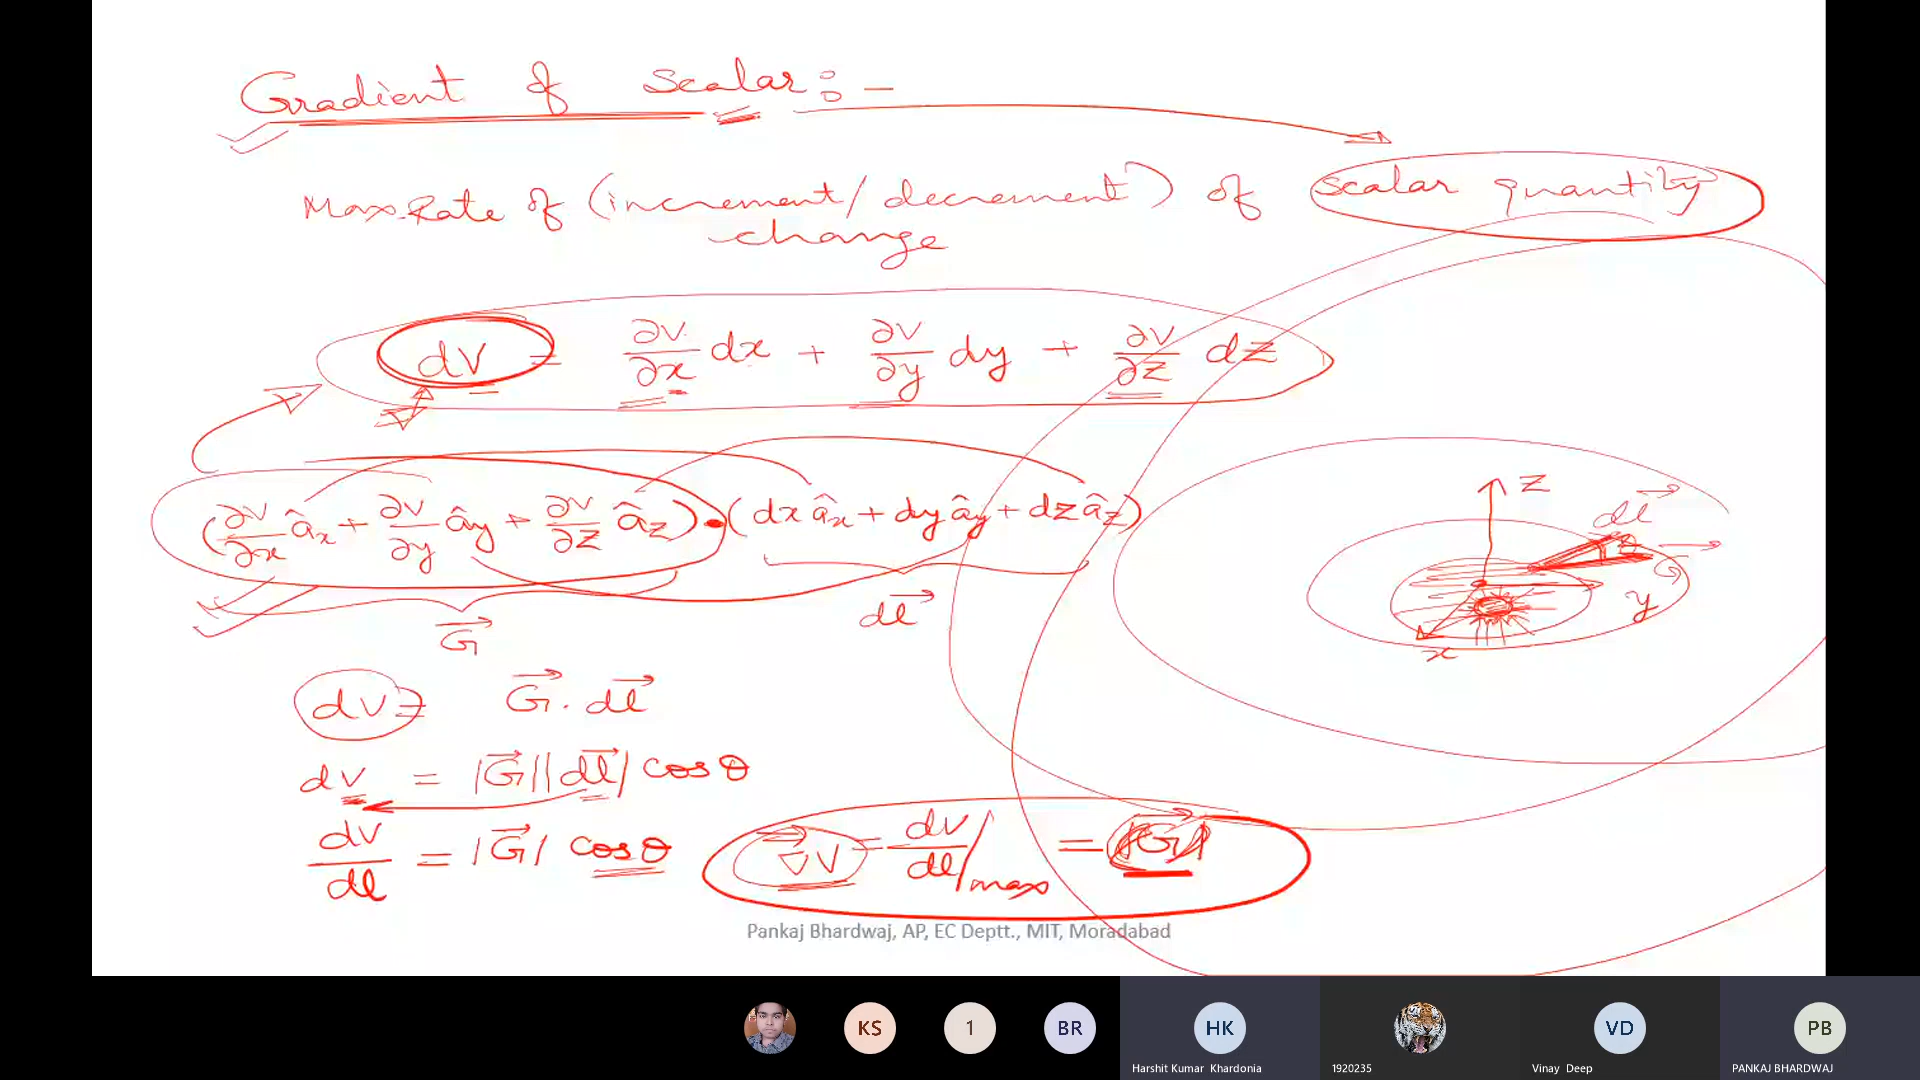 Gradient of scalar :-
Max. Rate of (increment/decrement) of scalar quantity
change
dV = ∂V/∂x dx + ∂V/∂y dy + ∂V/∂z dz
(∂V/∂x âx + ∂V/∂y ây + ∂V/∂z âz) • (dx âx + dy ây + dz âz)
G⃗
dl⃗
z
dl⃗
θ
G
y
x
dV = G⃗ . dl⃗
dV = |G⃗| |dl⃗| cos θ
dV/dl = |G⃗| cos θ
∇⃗V = dV/dl |max = |G⃗|
Pankaj Bhardwaj, AP, EC Deptt., MIT, Moradabad
KS
1
BR
HK
VD
PB
Harshit Kumar Khardonia
1920235
Vinay Deep
PANKAJ BHARDWAJ